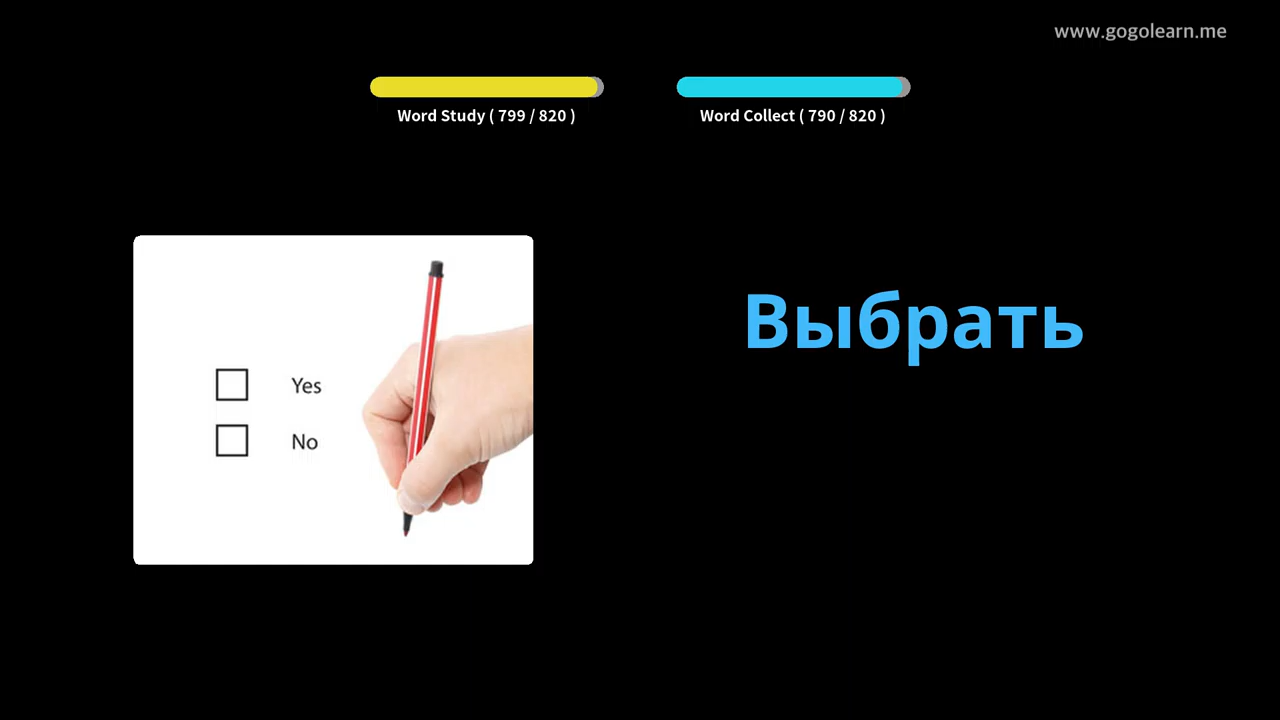 www.gogolearn.me
Word Study ( 799 / 820 )
Word Collect ( 790 / 820 )
Выбрать
Yes
No